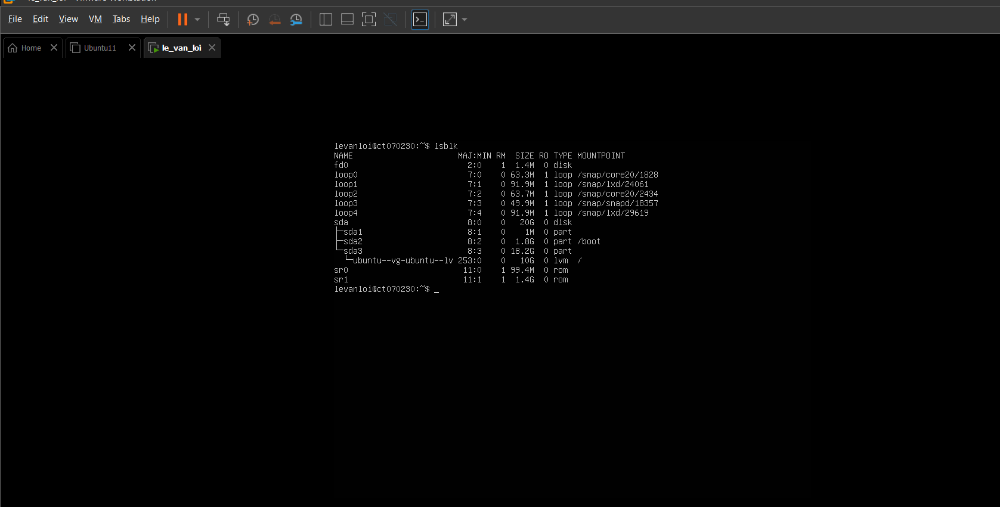 File Edit View VM Tabs Help
Home Ubuntu11 le_van_loi
levanloi@ct070230:~$ lsblk
NAME MAJ:MIN RM SIZE RO TYPE MOUNTPOINT
fd0 2:0 1 1.4M 0 disk
loop0 7:0 0 63.3M 1 loop /snap/core20/1828
loop1 7:1 0 91.9M 1 loop /snap/lxd/24061
loop2 7:2 0 63.7M 1 loop /snap/core20/2434
loop3 7:3 0 49.9M 1 loop /snap/snapd/18357
loop4 7:4 0 91.9M 1 loop /snap/lxd/29619
sda 8:0 0 20G 0 disk
├─sda1 8:1 0 1M 0 part
├─sda2 8:2 0 1.8G 0 part /boot
└─sda3 8:3 0 18.2G 0 part
└─ubuntu--vg-ubuntu--lv 253:0 0 10G 0 lvm /
sr0 11:0 1 99.4M 0 rom
sr1 11:1 1 1.4G 0 rom
levanloi@ct070230:~$ _